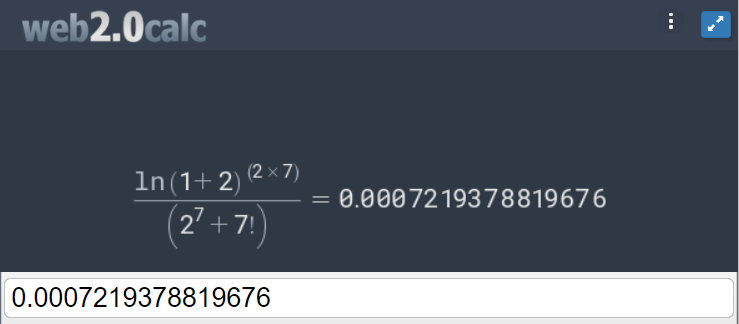 web2.0calc
ln(1+2)^(2×7) / (2^7+7!) = 0.0007219378819676
0.0007219378819676